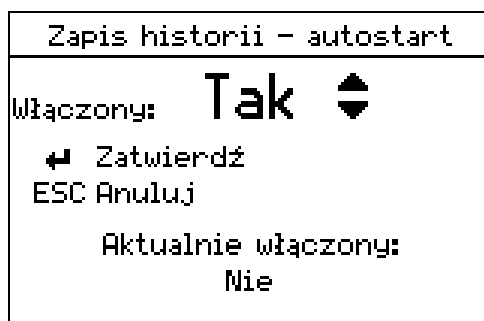 Zapis historii - autostart
Włączony: Tak
↵ Zatwierdź
ESC Anuluj
Aktualnie włączony:
Nie